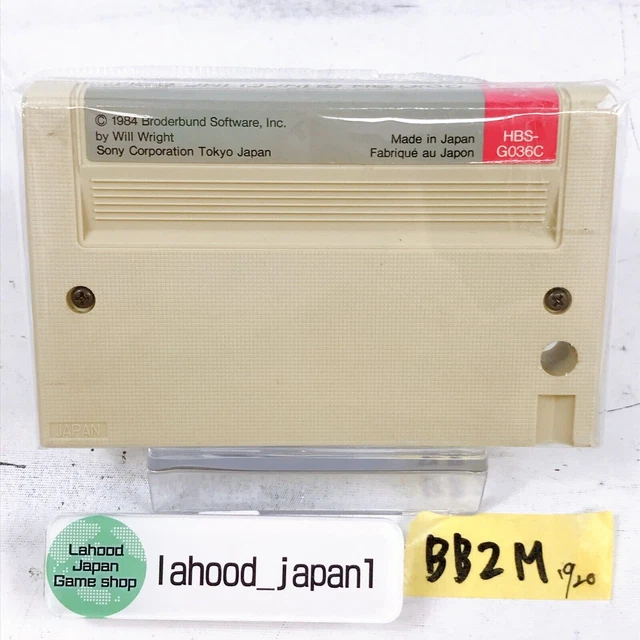 © 1984 Broderbund Software, Inc.
by Will Wright
Sony Corporation Tokyo Japan
Made in Japan
Fabriqué au Japon
HBS-
G036C
JAPAN
Lahood
Japan
Game shop
lahood_japan1
BB2M 1920